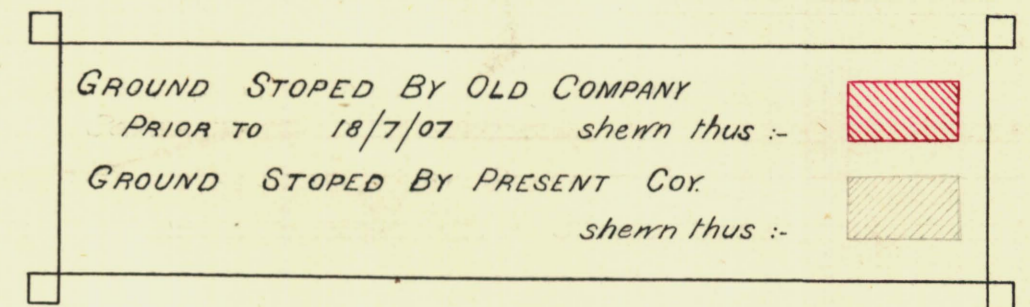 GROUND STOPED BY OLD COMPANY
PRIOR TO 18/7/07 shewn thus :-
GROUND STOPED BY PRESENT COY.
shewn thus :-